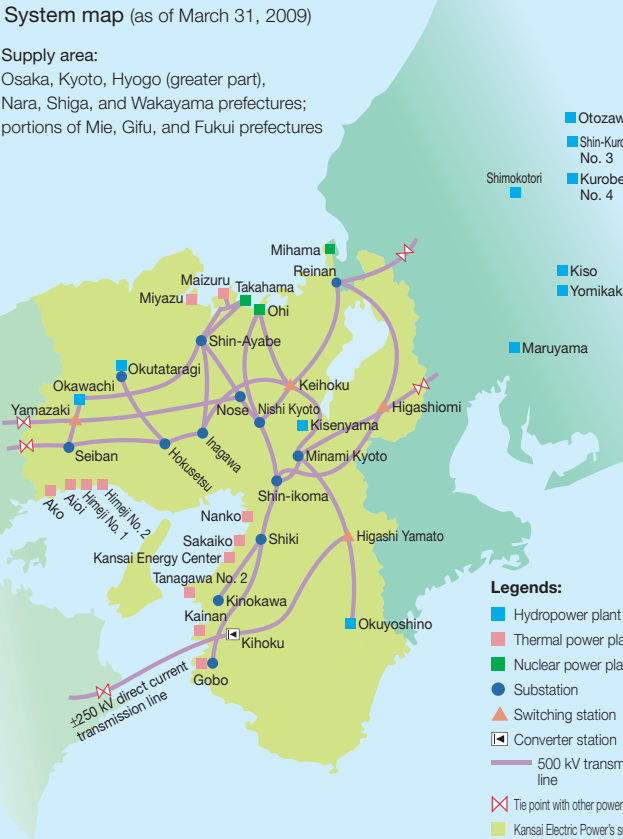 System map (as of March 31, 2009)
Supply area:
Osaka, Kyoto, Hyogo (greater part),
Nara, Shiga, and Wakayama prefectures;
portions of Mie, Gifu, and Fukui prefectures
Otozaw
Shin-Kuro
No. 3
Shimokotori
Kurobe
No. 4
Mihama
Reinan
Kiso
Yomikak
Maizuru
Miyazu
Takahama
Ohi
Shin-Ayabe
Maruyama
Okutataragi
Okawachi
Keihoku
Yamazaki
Nose
Nishi Kyoto
Higashiomi
Kisenyama
Seiban
Hokusetsu
Inagawa
Minami Kyoto
Shin-ikoma
Ako
Aioi
Himeji No. 1
Himeji No. 2
Nanko
Sakaiko
Shiki
Higashi Yamato
Kansai Energy Center
Tanagawa No. 2
Kinokawa
Kainan
Okuyoshino
Kihoku
Gobo
±250 kV direct current
transmission line
Legends:
Hydropower plant
Thermal power pla
Nuclear power pla
Substation
Switching station
Converter station
500 kV transm
line
Tie point with other power
Kansai Electric Power's s